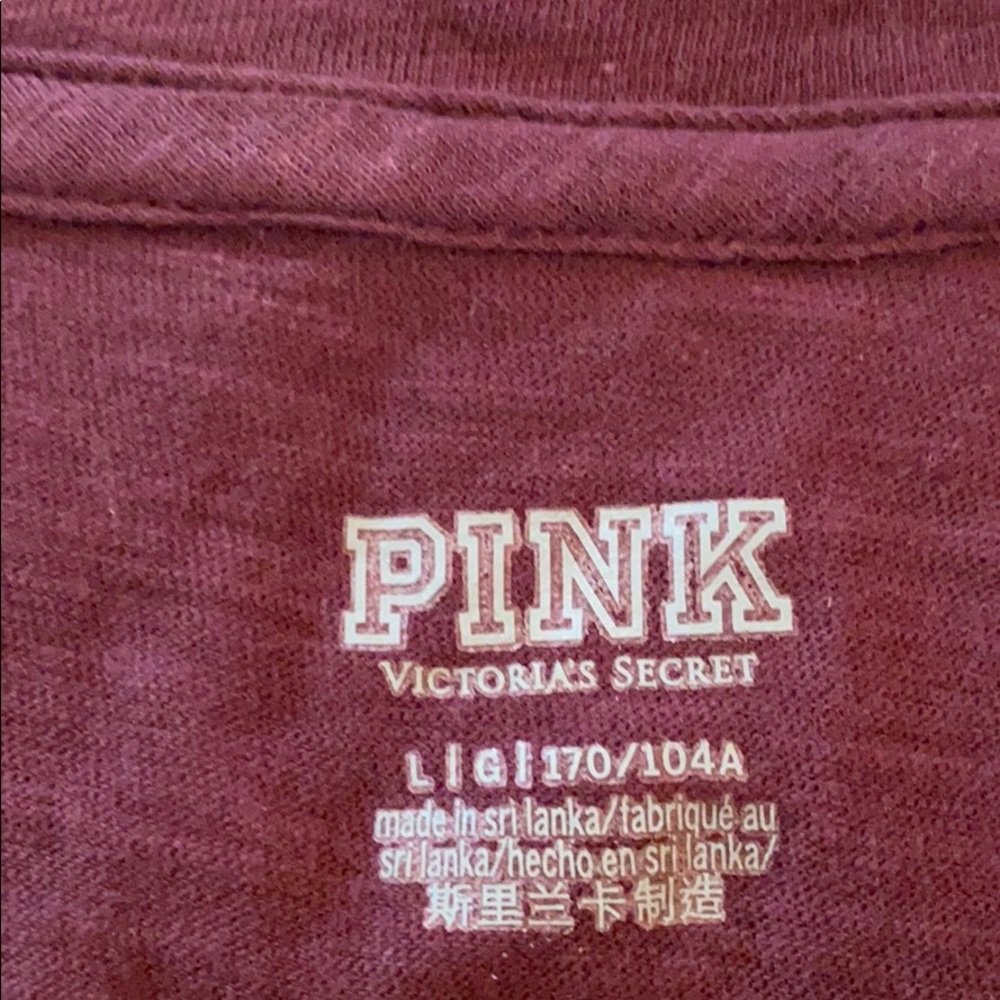 PINK
VICTORIA'S SECRET
L | G | 170/104A
made in sri lanka/fabriqué au
sri lanka/hecho en sri lanka/
斯里兰卡制造